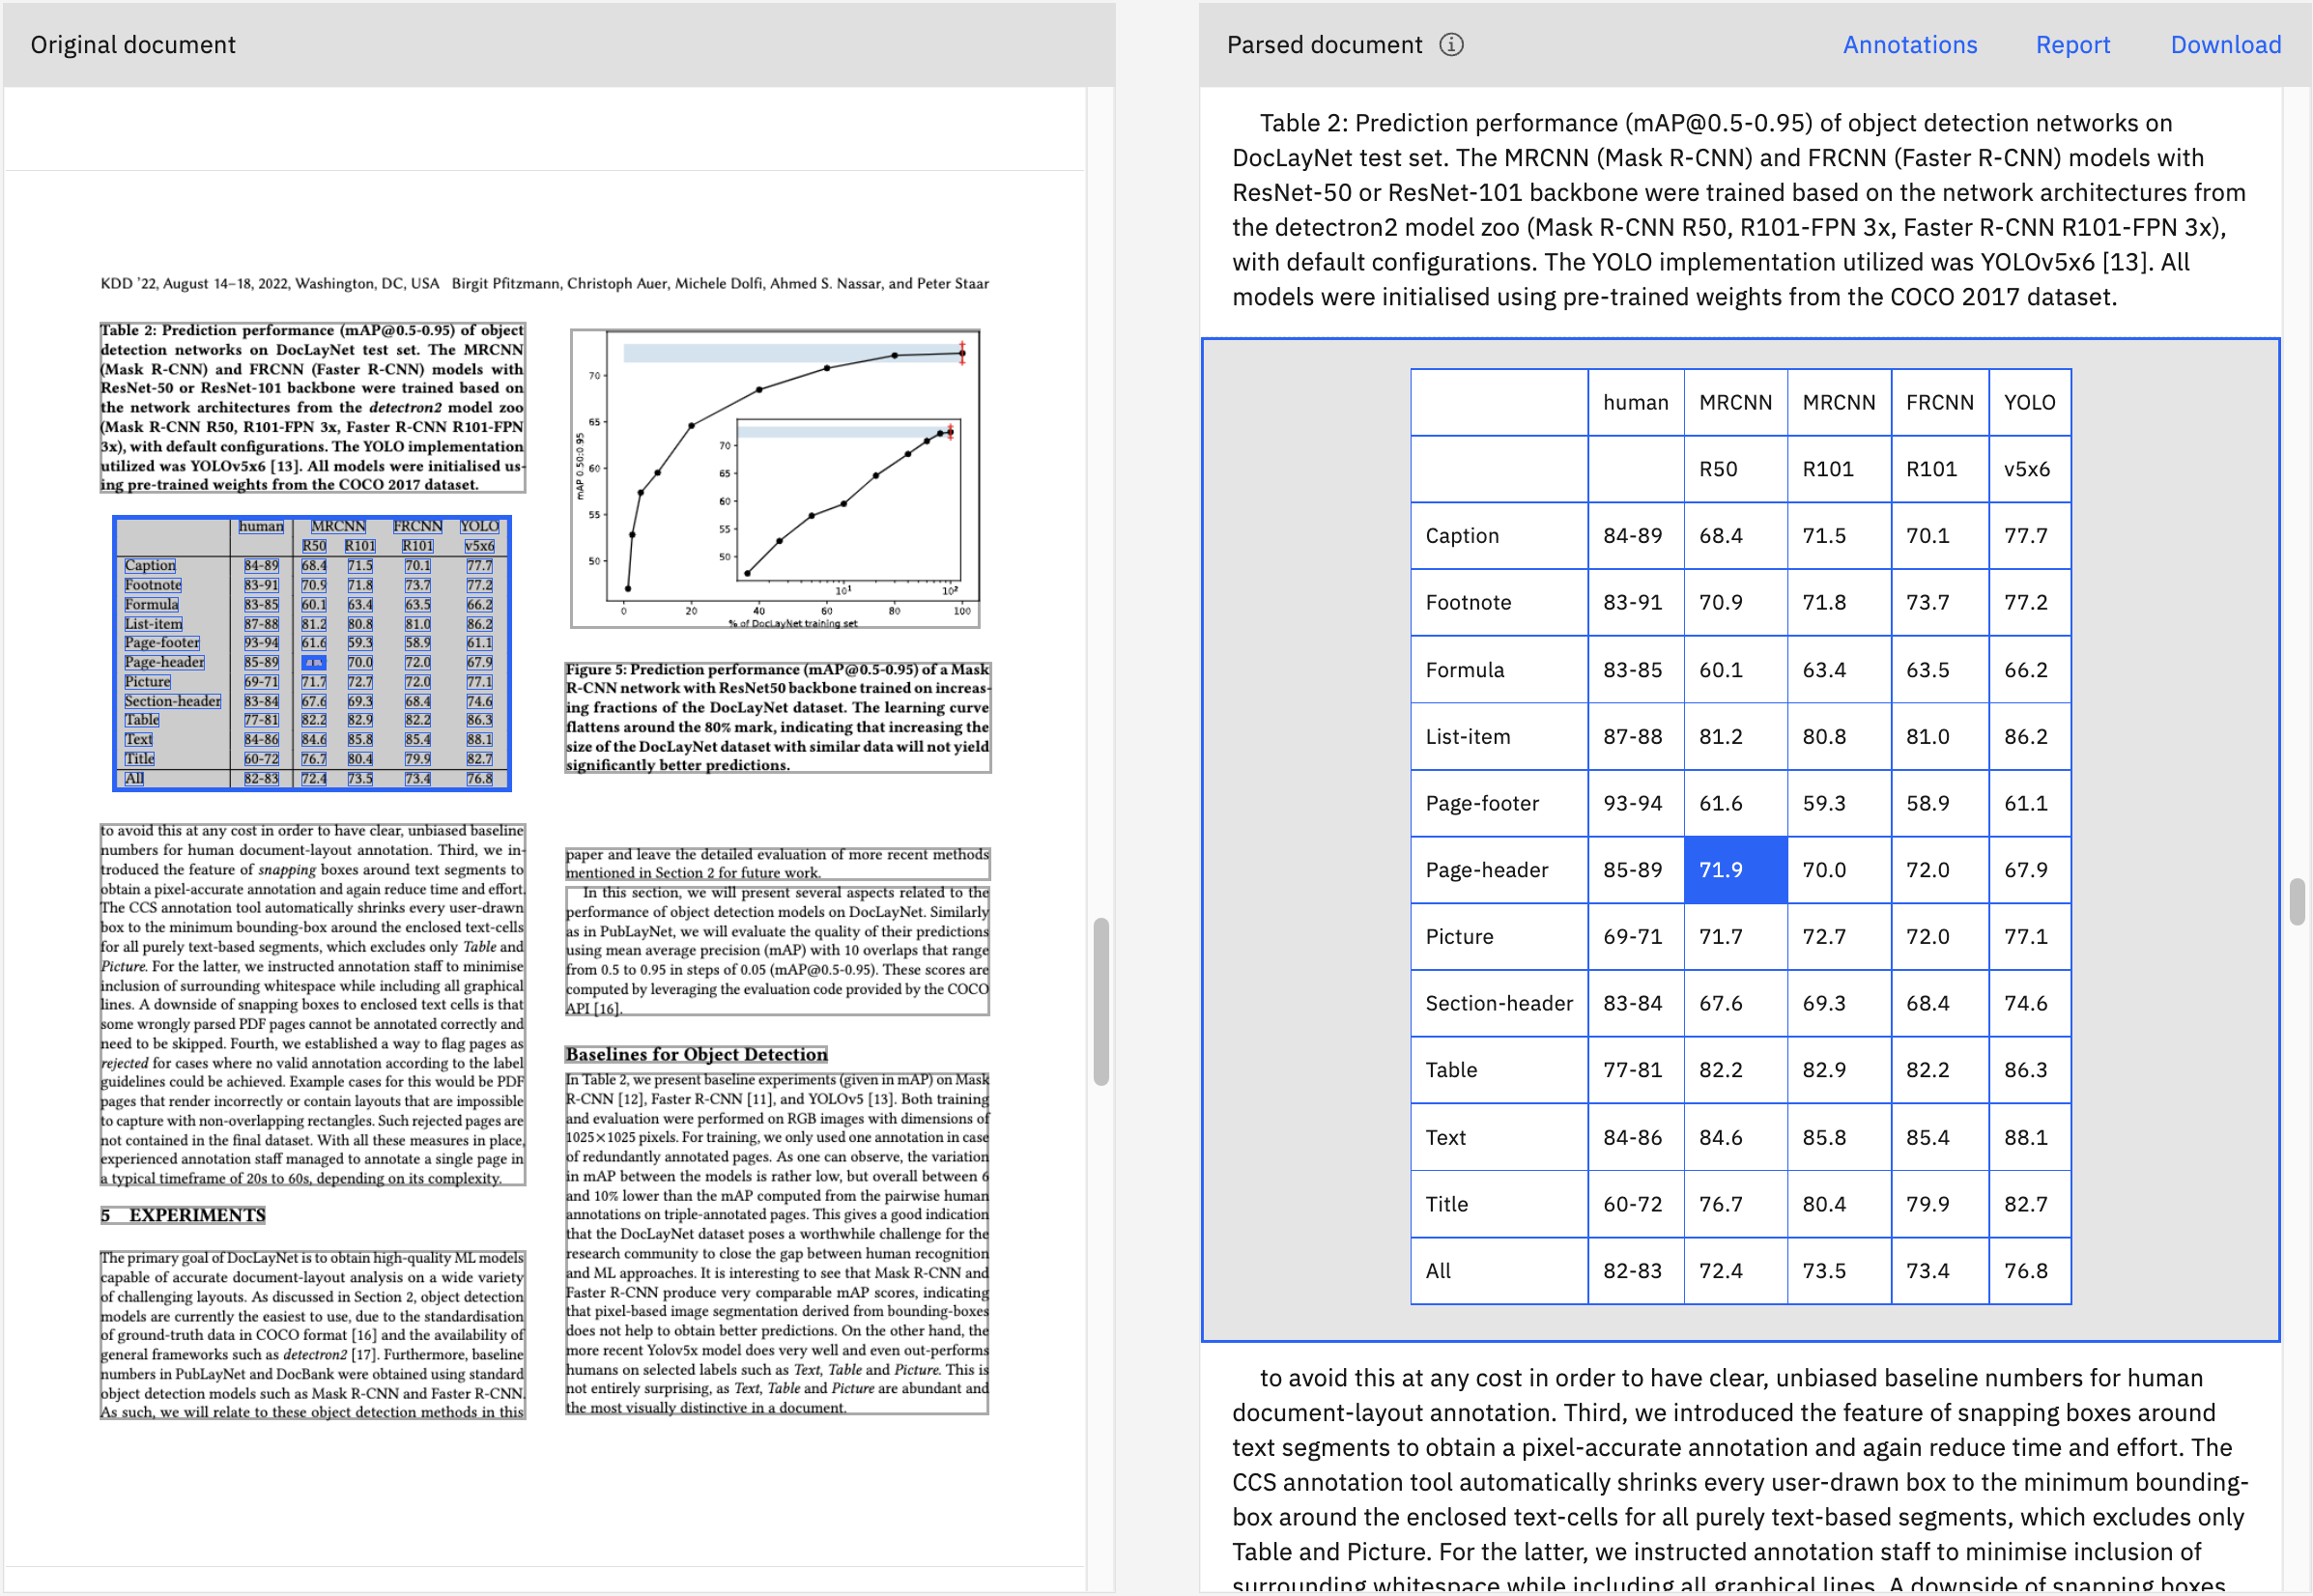 Original document
KDD ’22, August 14–18, 2022, Washington, DC, USA Birgit Pfitzmann, Christoph Auer, Michele Dolfi, Ahmed S. Nassar, and Peter Staar
Table 2: Prediction performance (mAP@0.5-0.95) of object
detection networks on DocLayNet test set. The MRCNN
(Mask R-CNN) and FRCNN (Faster R-CNN) models with
ResNet-50 or ResNet-101 backbone were trained based on
the network architectures from the detectron2 model zoo
(Mask R-CNN R50, R101-FPN 3x, Faster R-CNN R101-FPN
3x), with default configurations. The YOLO implementation
utilized was YOLOv5x6 [13]. All models were initialised us-
ing pre-trained weights from the COCO 2017 dataset.
human MRCNN FRCNN YOLO
R50 R101 R101 v5x6
Caption 84-89 68.4 71.5 70.1 77.7
Footnote 83-91 70.9 71.8 73.7 77.2
Formula 83-85 60.1 63.4 63.5 66.2
List-item 87-88 81.2 80.8 81.0 86.2
Page-footer 93-94 61.6 59.3 58.9 61.1
Page-header 85-89 70.0 72.0 67.9
Picture 69-71 71.7 72.7 72.0 77.1
Section-header 83-84 67.6 69.3 68.4 74.6
Table 77-81 82.2 82.9 82.2 86.3
Text 84-86 84.6 85.8 85.4 88.1
Title 60-72 76.7 80.4 79.9 82.7
All 82-83 72.4 73.5 73.4 76.8
to avoid this at any cost in order to have clear, unbiased baseline
numbers for human document-layout annotation. Third, we in-
troduced the feature of snapping boxes around text segments to
obtain a pixel-accurate annotation and again reduce time and effort.
The CCS annotation tool automatically shrinks every user-drawn
box to the minimum bounding-box around the enclosed text-cells
for all purely text-based segments, which excludes only Table and
Picture. For the latter, we instructed annotation staff to minimise
inclusion of surrounding whitespace while including all graphical
lines. A downside of snapping boxes to enclosed text cells is that
some wrongly parsed PDF pages cannot be annotated correctly and
need to be skipped. Fourth, we established a way to flag pages as
rejected for cases where no valid annotation according to the label
guidelines could be achieved. Example cases for this would be PDF
pages that render incorrectly or contain layouts that are impossible
to capture with non-overlapping rectangles. Such rejected pages are
not contained in the final dataset. With all these measures in place,
experienced annotation staff managed to annotate a single page in
a typical timeframe of 20s to 60s, depending on its complexity.
5 EXPERIMENTS
The primary goal of DocLayNet is to obtain high-quality ML models
capable of accurate document-layout analysis on a wide variety
of challenging layouts. As discussed in Section 2, object detection
models are currently the easiest to use, due to the standardisation
of ground-truth data in COCO format [16] and the availability of
general frameworks such as detectron2 [17]. Furthermore, baseline
numbers in PubLayNet and DocBank were obtained using standard
object detection models such as Mask R-CNN and Faster R-CNN.
As such, we will relate to these object detection methods in this
mAP 0.50:0.95
70
65
60
55
50
0 20 40 60 80 100
% of DocLayNet training set
70
65
60
55
50
10¹ 10²
Figure 5: Prediction performance (mAP@0.5-0.95) of a Mask
R-CNN network with ResNet50 backbone trained on increas-
ing fractions of the DocLayNet dataset. The learning curve
flattens around the 80% mark, indicating that increasing the
size of the DocLayNet dataset with similar data will not yield
significantly better predictions.
paper and leave the detailed evaluation of more recent methods
mentioned in Section 2 for future work.
In this section, we will present several aspects related to the
performance of object detection models on DocLayNet. Similarly
as in PubLayNet, we will evaluate the quality of their predictions
using mean average precision (mAP) with 10 overlaps that range
from 0.5 to 0.95 in steps of 0.05 (mAP@0.5-0.95). These scores are
computed by leveraging the evaluation code provided by the COCO
API [16].
Baselines for Object Detection
In Table 2, we present baseline experiments (given in mAP) on Mask
R-CNN [12], Faster R-CNN [11], and YOLOv5 [13]. Both training
and evaluation were performed on RGB images with dimensions of
1025×1025 pixels. For training, we only used one annotation in case
of redundantly annotated pages. As one can observe, the variation
in mAP between the models is rather low, but overall between 6
and 10% lower than the mAP computed from the pairwise human
annotations on triple-annotated pages. This gives a good indication
that the DocLayNet dataset poses a worthwhile challenge for the
research community to close the gap between human recognition
and ML approaches. It is interesting to see that Mask R-CNN and
Faster R-CNN produce very comparable mAP scores, indicating
that pixel-based image segmentation derived from bounding-boxes
does not help to obtain better predictions. On the other hand, the
more recent Yolov5x model does very well and even out-performs
humans on selected labels such as Text, Table and Picture. This is
not entirely surprising, as Text, Table and Picture are abundant and
the most visually distinctive in a document.
Parsed document Annotations Report Download
Table 2: Prediction performance (mAP@0.5-0.95) of object detection networks on
DocLayNet test set. The MRCNN (Mask R-CNN) and FRCNN (Faster R-CNN) models with
ResNet-50 or ResNet-101 backbone were trained based on the network architectures from
the detectron2 model zoo (Mask R-CNN R50, R101-FPN 3x, Faster R-CNN R101-FPN 3x),
with default configurations. The YOLO implementation utilized was YOLOv5x6 [13]. All
models were initialised using pre-trained weights from the COCO 2017 dataset.
human MRCNN MRCNN FRCNN YOLO
R50 R101 R101 v5x6
Caption 84-89 68.4 71.5 70.1 77.7
Footnote 83-91 70.9 71.8 73.7 77.2
Formula 83-85 60.1 63.4 63.5 66.2
List-item 87-88 81.2 80.8 81.0 86.2
Page-footer 93-94 61.6 59.3 58.9 61.1
Page-header 85-89 71.9 70.0 72.0 67.9
Picture 69-71 71.7 72.7 72.0 77.1
Section-header 83-84 67.6 69.3 68.4 74.6
Table 77-81 82.2 82.9 82.2 86.3
Text 84-86 84.6 85.8 85.4 88.1
Title 60-72 76.7 80.4 79.9 82.7
All 82-83 72.4 73.5 73.4 76.8
to avoid this at any cost in order to have clear, unbiased baseline numbers for human
document-layout annotation. Third, we introduced the feature of snapping boxes around
text segments to obtain a pixel-accurate annotation and again reduce time and effort. The
CCS annotation tool automatically shrinks every user-drawn box to the minimum bounding-
box around the enclosed text-cells for all purely text-based segments, which excludes only
Table and Picture. For the latter, we instructed annotation staff to minimise inclusion of
surrounding whitespace while including all graphical lines. A downside of snapping boxes